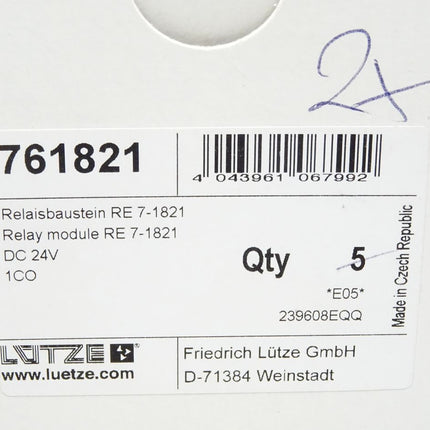 2x
761821
4 043961 067992
Relaisbaustein RE 7-1821
Relay module RE 7-1821
DC 24V
1CO
Qty 5
*E05*
239608EQQ
Made in Czech Republic
LÜTZE
www.luetze.com
Friedrich Lütze GmbH
D-71384 Weinstadt